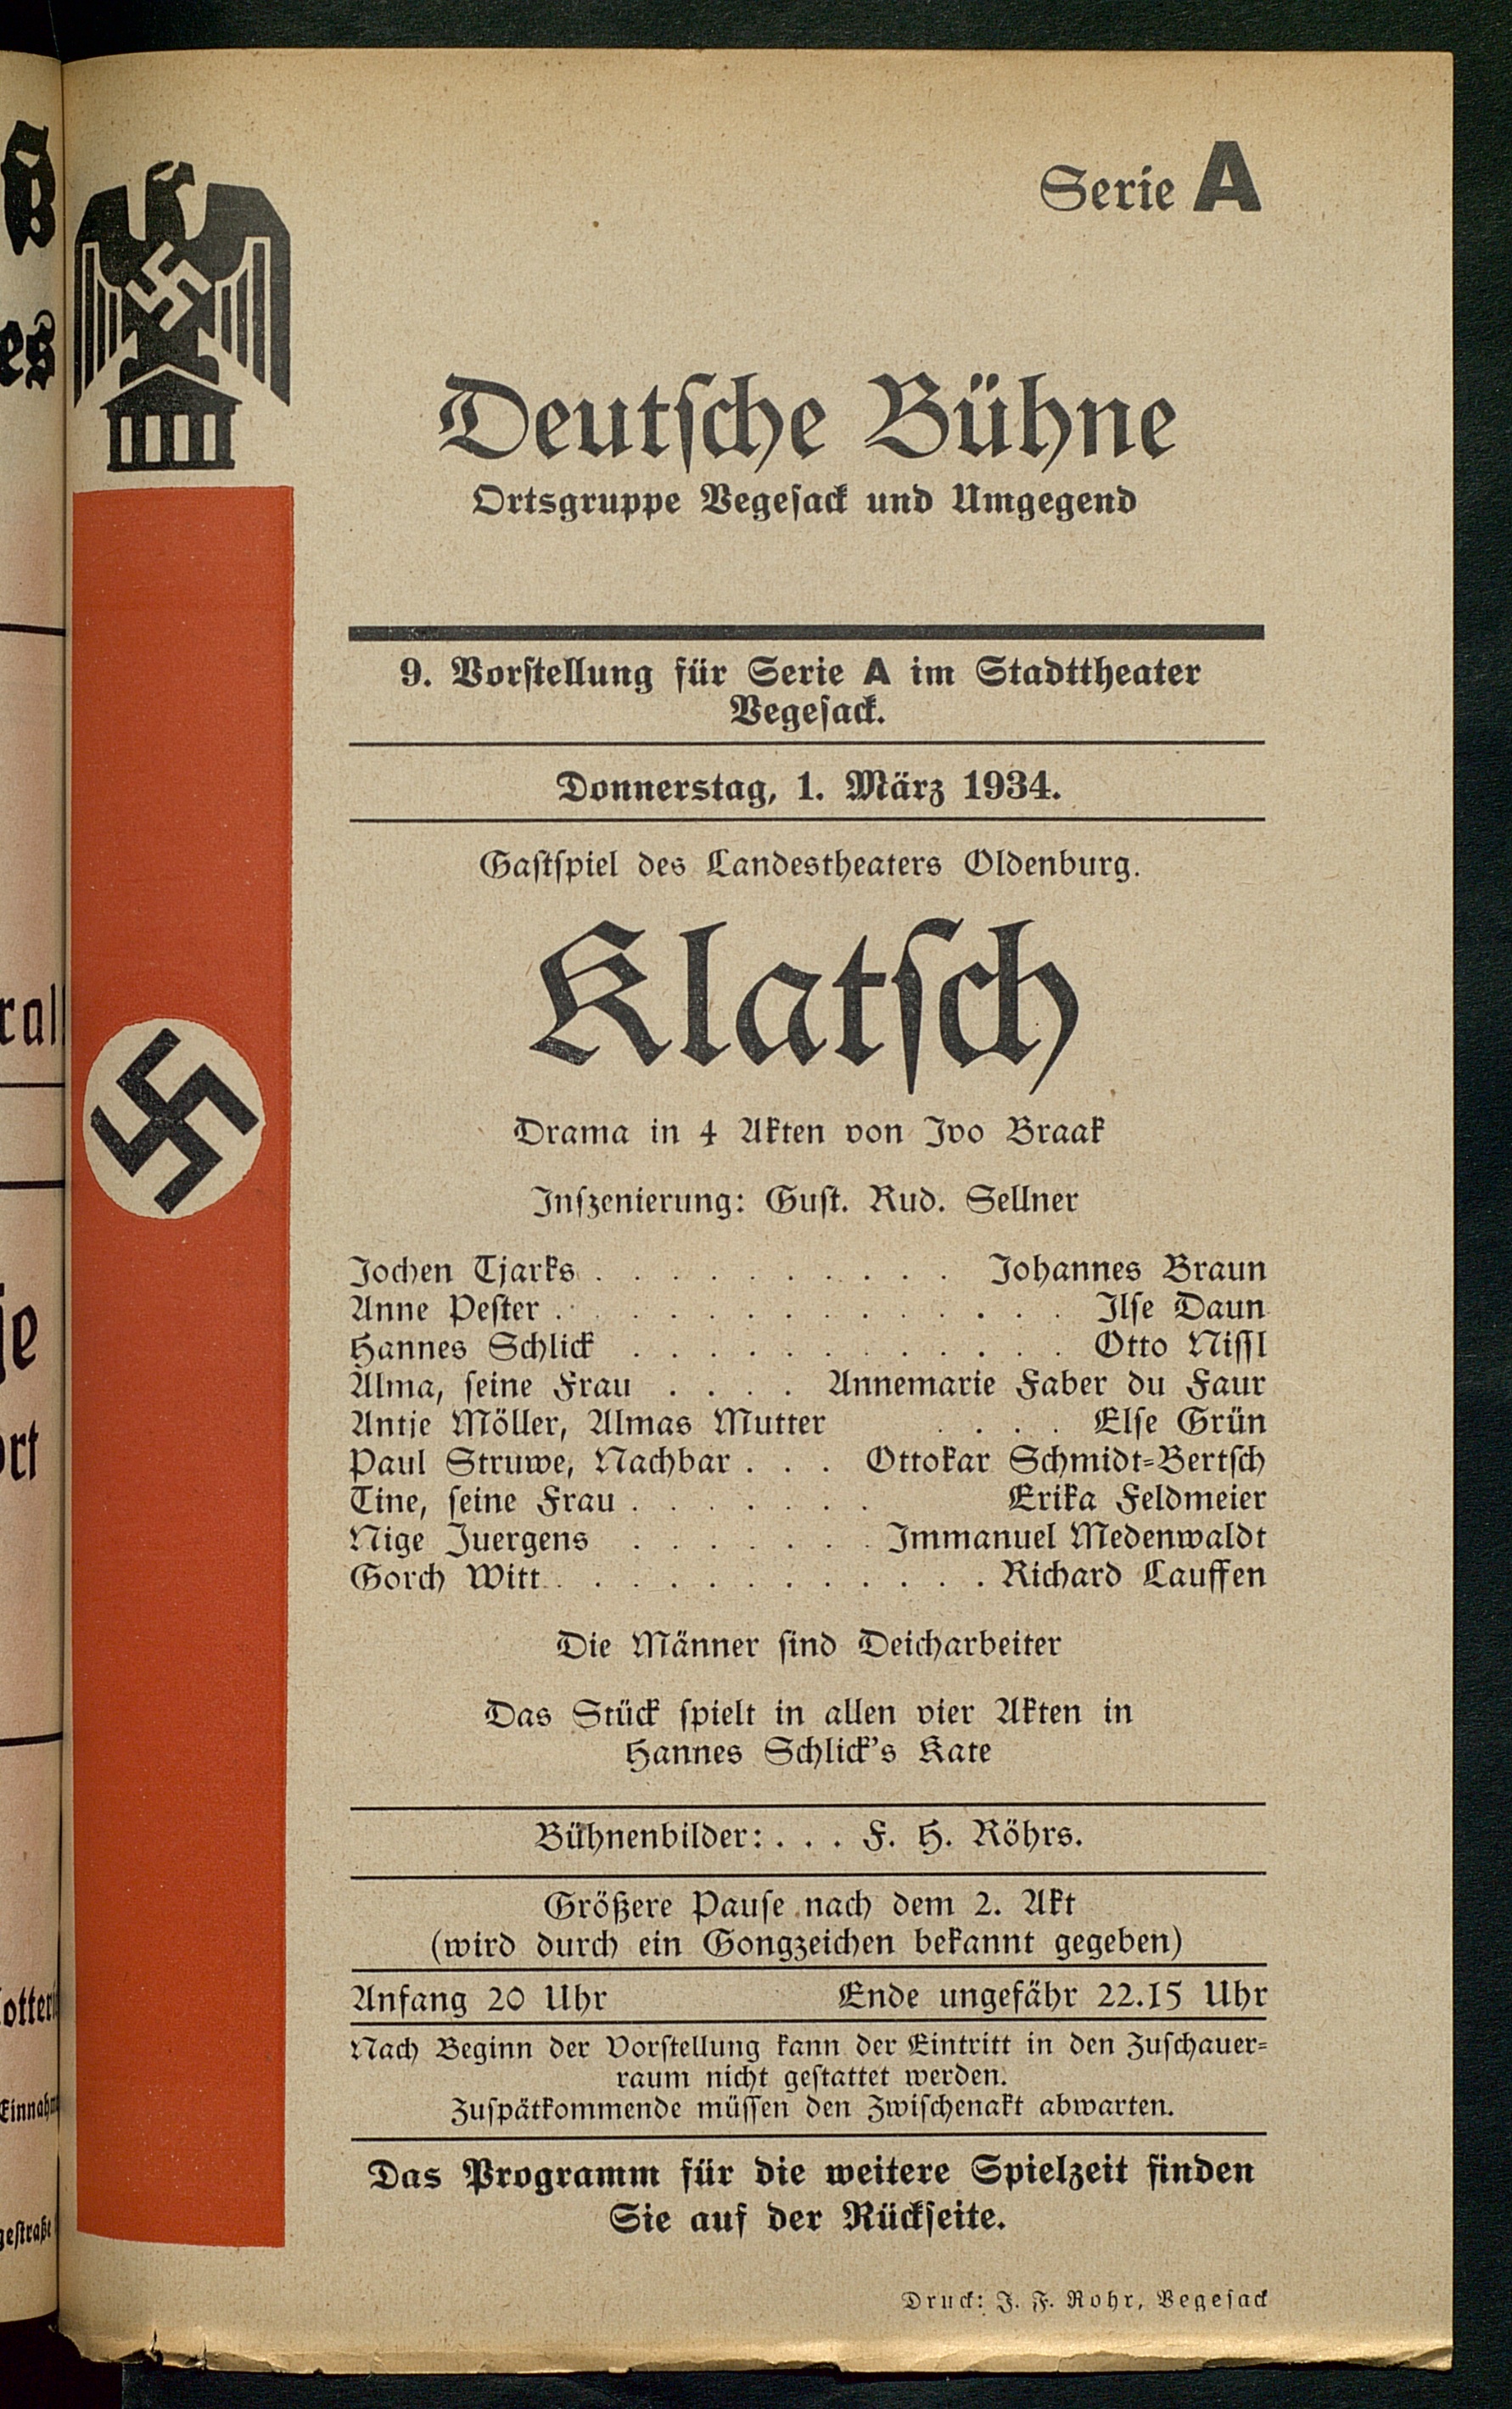 Serie A
Deutsche Bühne
Ortsgruppe Vegesack und Umgegend
9. Vorstellung für Serie A im Stadttheater
Vegesack.
Donnerstag, 1. März 1934.
Gastspiel des Landestheaters Oldenburg.
Klatsch
Drama in 4 Akten von Ivo Braak
Inszenierung: Gust. Rud. Sellner
Jochen Tjarks . . . . . . . . . . Johannes Braun
Anne Pester . . . . . . . . . . . . Ilse Daun
Hannes Schlick . . . . . . . . . . . Otto Nissl
Alma, seine Frau . . . . Annemarie Faber du Faur
Antje Möller, Almas Mutter . . . . Else Grün
Paul Struwe, Nachbar . . . Ottokar Schmidt-Bertsch
Tine, seine Frau . . . . . . . Erika Feldmeier
Nige Juergens . . . . . . . Immanuel Medenwaldt
Gorch Witt . . . . . . . . . . . Richard Lauffen
Die Männer sind Deicharbeiter
Das Stück spielt in allen vier Akten in
Hannes Schlick's Kate
Bühnenbilder: . . . F. H. Röhrs.
Größere Pause nach dem 2. Akt
(wird durch ein Gongzeichen bekannt gegeben)
Anfang 20 Uhr Ende ungefähr 22.15 Uhr
Nach Beginn der Vorstellung kann der Eintritt in den Zuschauer-
raum nicht gestattet werden.
Zuspätkommende müssen den Zwischenakt abwarten.
Das Programm für die weitere Spielzeit finden
Sie auf der Rückseite.
Druck: J. F. Rohr, Vegesack